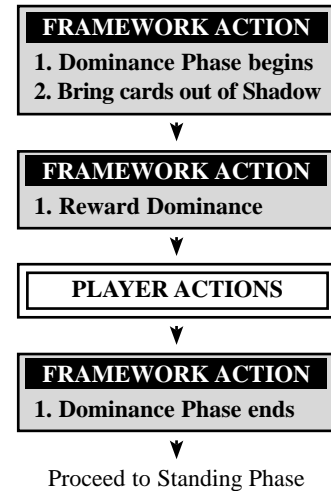 FRAMEWORK ACTION
1. Dominance Phase begins
2. Bring cards out of Shadow
FRAMEWORK ACTION
1. Reward Dominance
PLAYER ACTIONS
FRAMEWORK ACTION
1. Dominance Phase ends
Proceed to Standing Phase